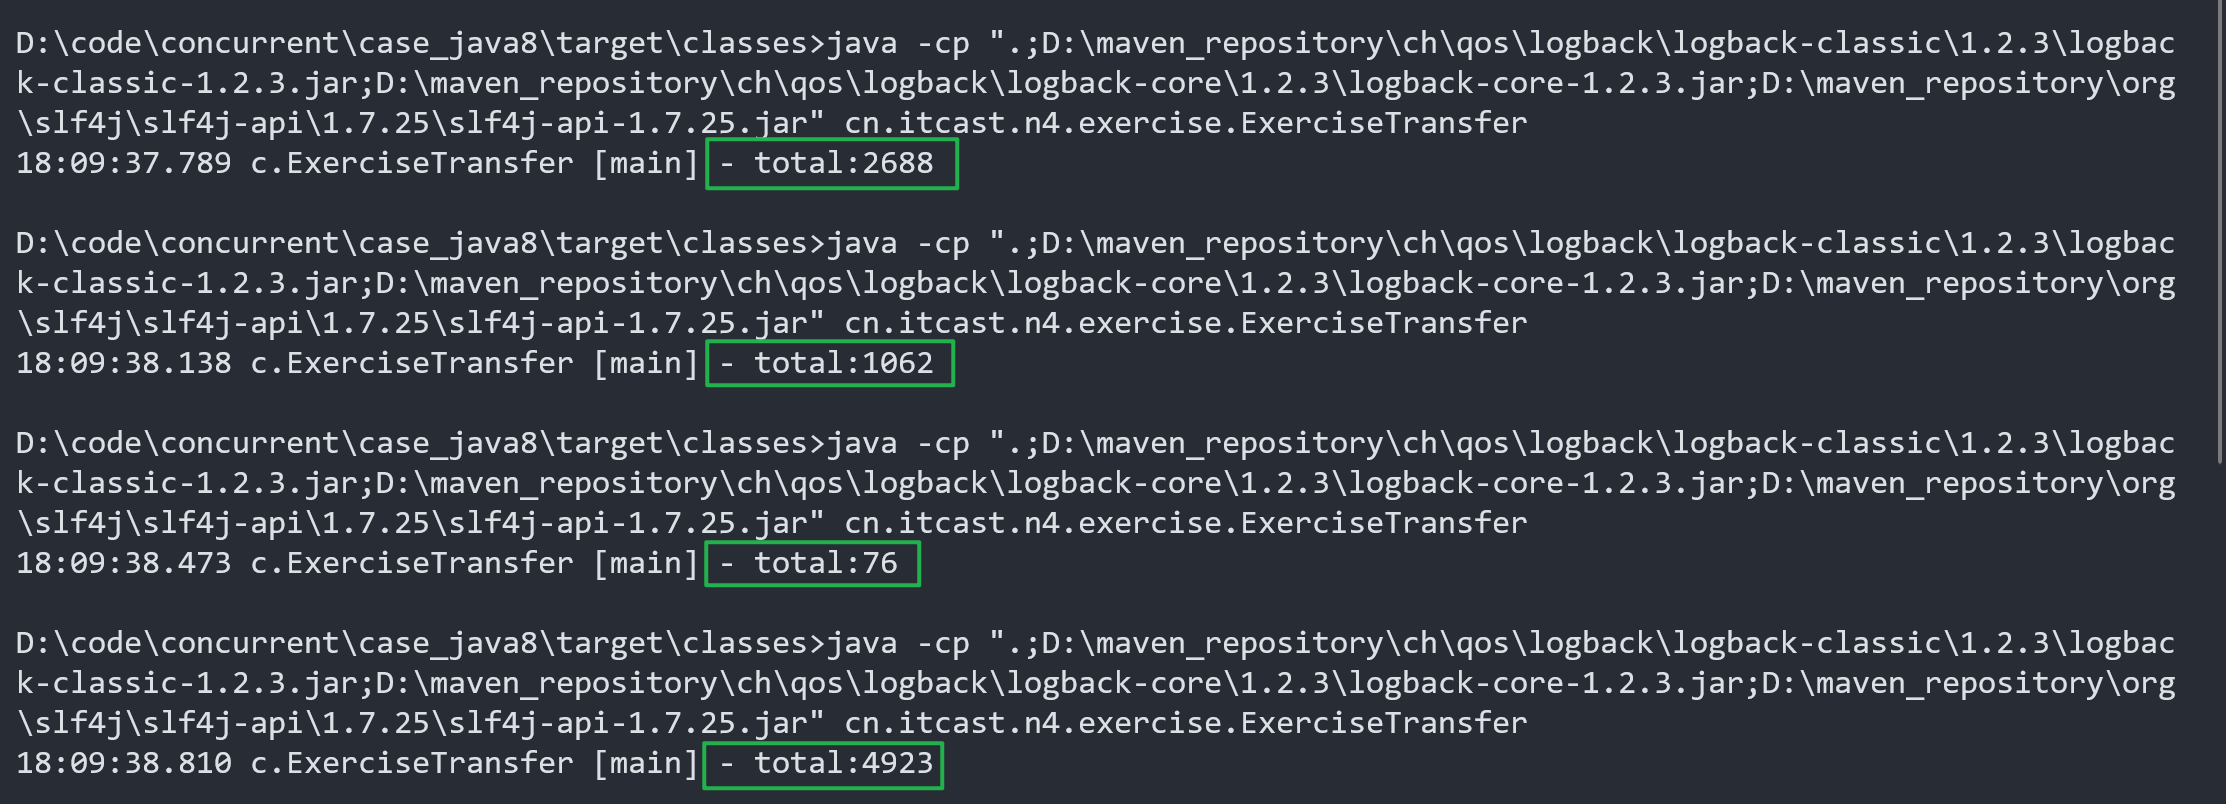 D:\code\concurrent\case_java8\target\classes>java -cp ".;D:\maven_repository\ch\qos\logback\logback-classic\1.2.3\logbac
k-classic-1.2.3.jar;D:\maven_repository\ch\qos\logback\logback-core\1.2.3\logback-core-1.2.3.jar;D:\maven_repository\org
\slf4j\slf4j-api\1.7.25\slf4j-api-1.7.25.jar" cn.itcast.n4.exercise.ExerciseTransfer
18:09:37.789 c.ExerciseTransfer [main] - total:2688
D:\code\concurrent\case_java8\target\classes>java -cp ".;D:\maven_repository\ch\qos\logback\logback-classic\1.2.3\logbac
k-classic-1.2.3.jar;D:\maven_repository\ch\qos\logback\logback-core\1.2.3\logback-core-1.2.3.jar;D:\maven_repository\org
\slf4j\slf4j-api\1.7.25\slf4j-api-1.7.25.jar" cn.itcast.n4.exercise.ExerciseTransfer
18:09:38.138 c.ExerciseTransfer [main] - total:1062
D:\code\concurrent\case_java8\target\classes>java -cp ".;D:\maven_repository\ch\qos\logback\logback-classic\1.2.3\logbac
k-classic-1.2.3.jar;D:\maven_repository\ch\qos\logback\logback-core\1.2.3\logback-core-1.2.3.jar;D:\maven_repository\org
\slf4j\slf4j-api\1.7.25\slf4j-api-1.7.25.jar" cn.itcast.n4.exercise.ExerciseTransfer
18:09:38.473 c.ExerciseTransfer [main] - total:76
D:\code\concurrent\case_java8\target\classes>java -cp ".;D:\maven_repository\ch\qos\logback\logback-classic\1.2.3\logbac
k-classic-1.2.3.jar;D:\maven_repository\ch\qos\logback\logback-core\1.2.3\logback-core-1.2.3.jar;D:\maven_repository\org
\slf4j\slf4j-api\1.7.25\slf4j-api-1.7.25.jar" cn.itcast.n4.exercise.ExerciseTransfer
18:09:38.810 c.ExerciseTransfer [main] - total:4923